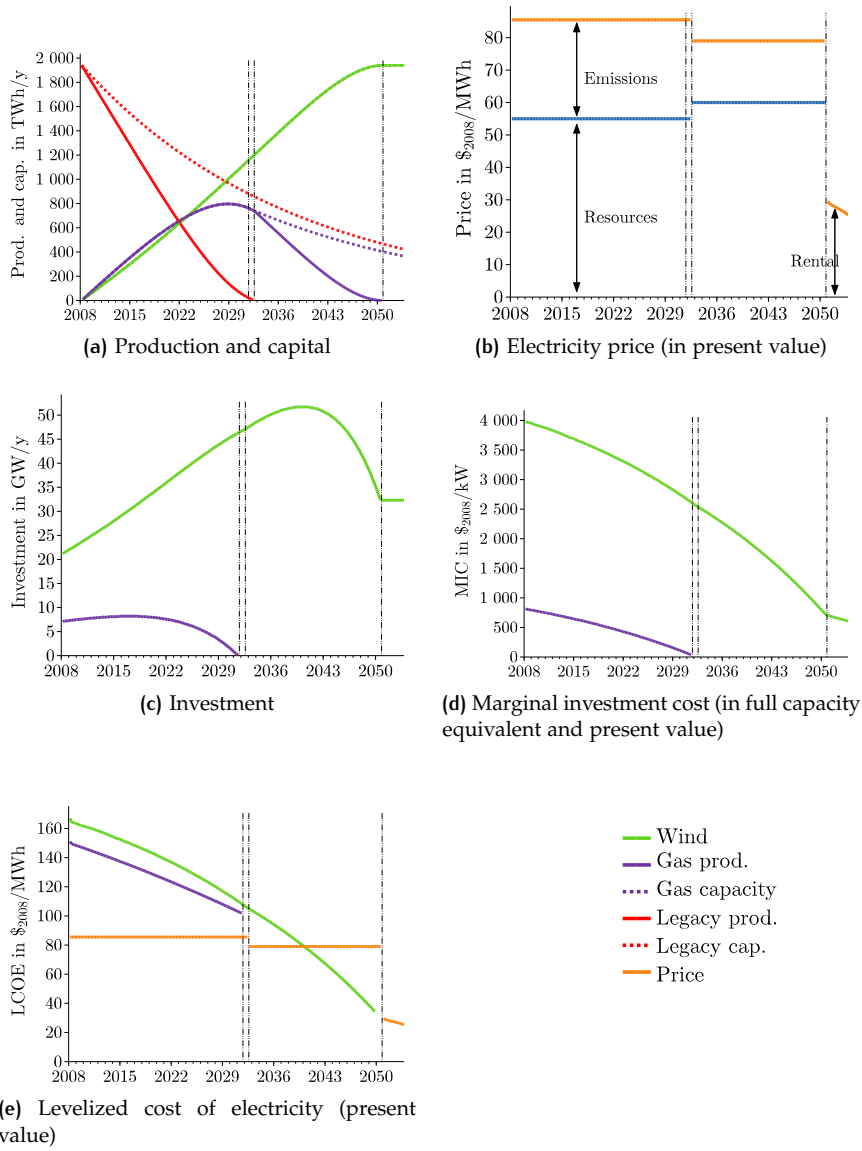 2 000
1 800
1 600
1 400
1 200
1 000
800
600
400
200
0
Prod. and cap. in TWh/y
2008 2015 2022 2029 2036 2043 2050
(a) Production and capital
80
70
60
50
40
30
20
10
0
Price in $2008/MWh
Emissions
Resources
Rental
2008 2015 2022 2029 2036 2043 2050
(b) Electricity price (in present value)
50
45
40
35
30
25
20
15
10
5
0
Investment in GW/y
2008 2015 2022 2029 2036 2043 2050
(c) Investment
4 000
3 500
3 000
2 500
2 000
1 500
1 000
500
0
MIC in $2008/kW
2008 2015 2022 2029 2036 2043 2050
(d) Marginal investment cost (in full capacity
equivalent and present value)
160
140
120
100
80
60
40
20
0
LCOE in $2008/MWh
2008 2015 2022 2029 2036 2043 2050
(e) Levelized cost of electricity (present
value)
Wind
Gas prod.
Gas capacity
Legacy prod.
Legacy cap.
Price